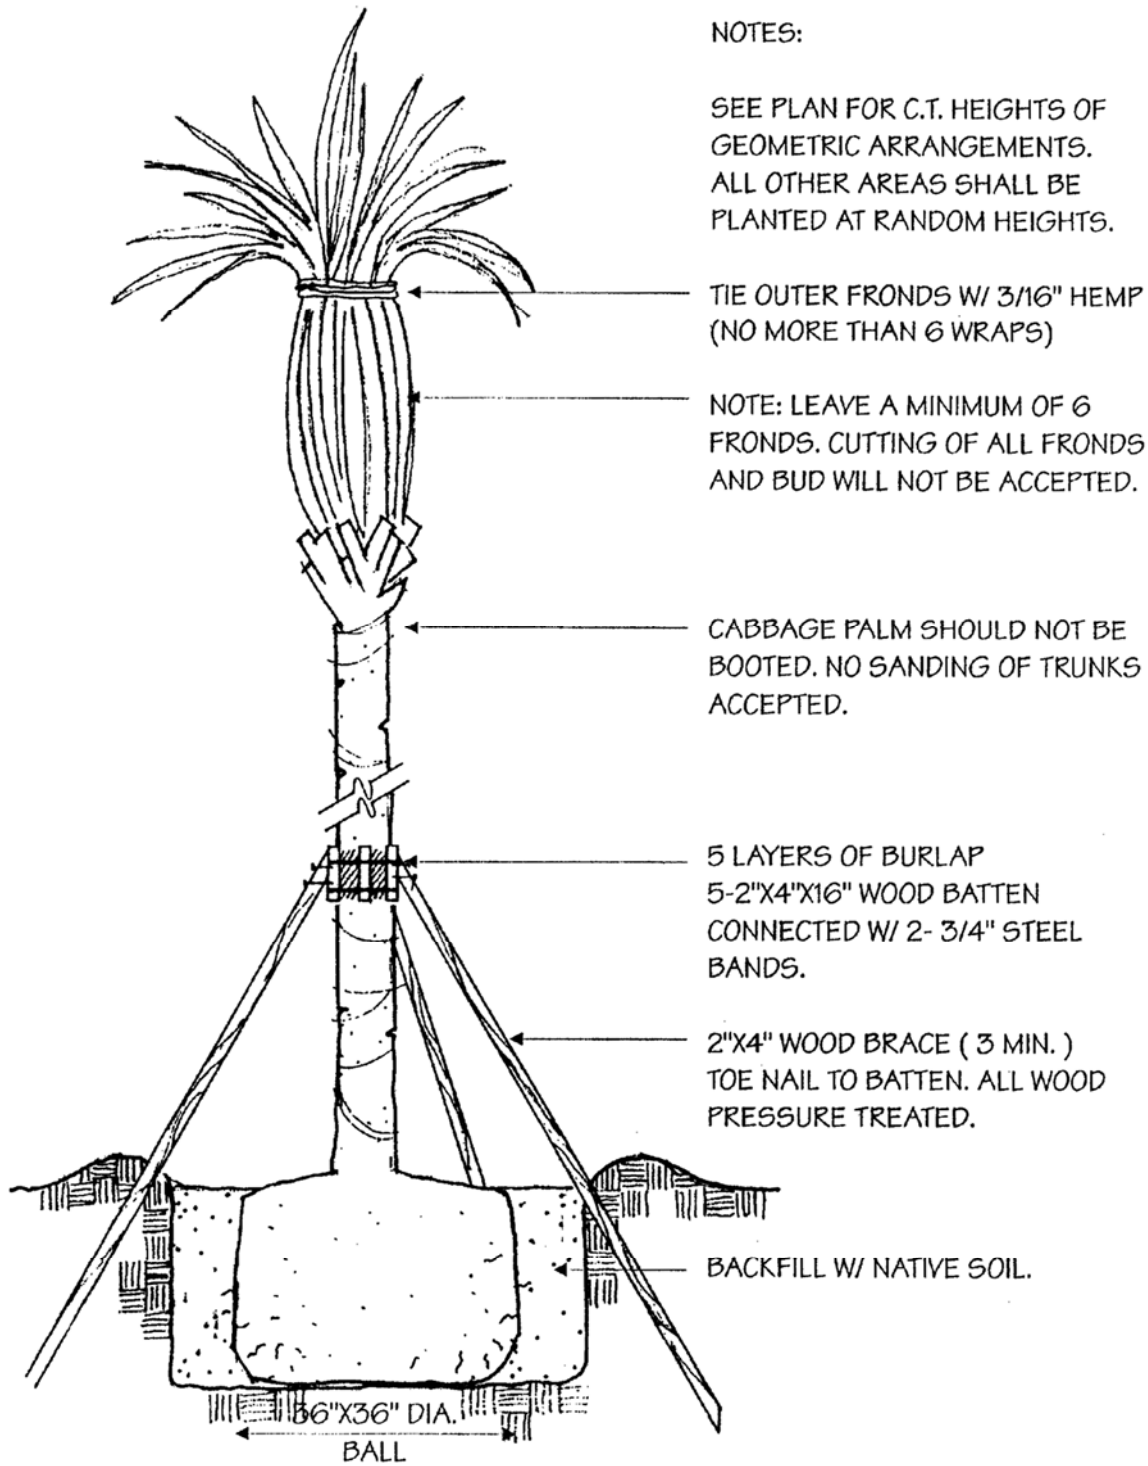 NOTES:
SEE PLAN FOR C.T. HEIGHTS OF
GEOMETRIC ARRANGEMENTS.
ALL OTHER AREAS SHALL BE
PLANTED AT RANDOM HEIGHTS.
TIE OUTER FRONDS W/ 3/16" HEMP
(NO MORE THAN 6 WRAPS)
NOTE: LEAVE A MINIMUM OF 6
FRONDS. CUTTING OF ALL FRONDS
AND BUD WILL NOT BE ACCEPTED.
CABBAGE PALM SHOULD NOT BE
BOOTED. NO SANDING OF TRUNKS
ACCEPTED.
5 LAYERS OF BURLAP
5-2"X4"X16" WOOD BATTEN
CONNECTED W/ 2- 3/4" STEEL
BANDS.
2"X4" WOOD BRACE ( 3 MIN. )
TOE NAIL TO BATTEN. ALL WOOD
PRESSURE TREATED.
BACKFILL W/ NATIVE SOIL.
36"X36" DIA.
BALL